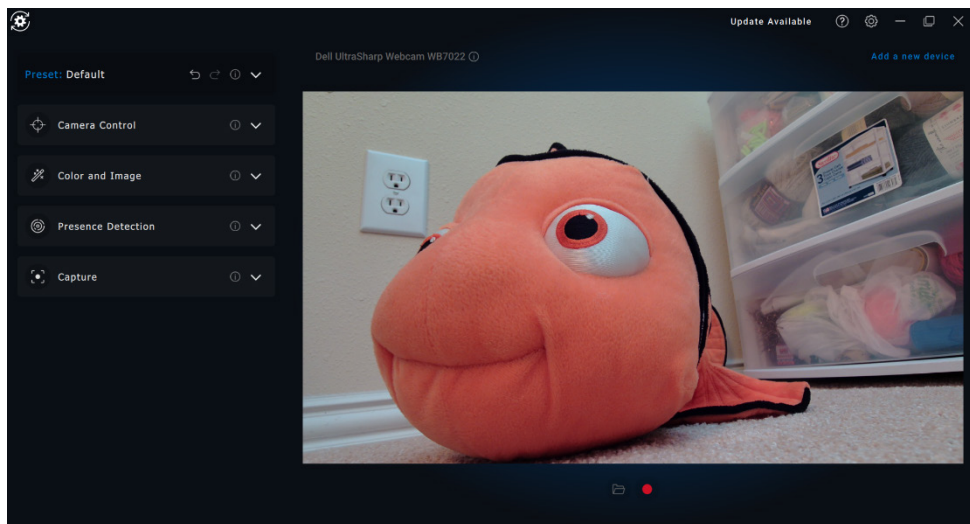 Update Available
Preset: Default
Dell UltraSharp Webcam WB7022
Add a new device
Camera Control
Color and Image
Presence Detection
Capture
3